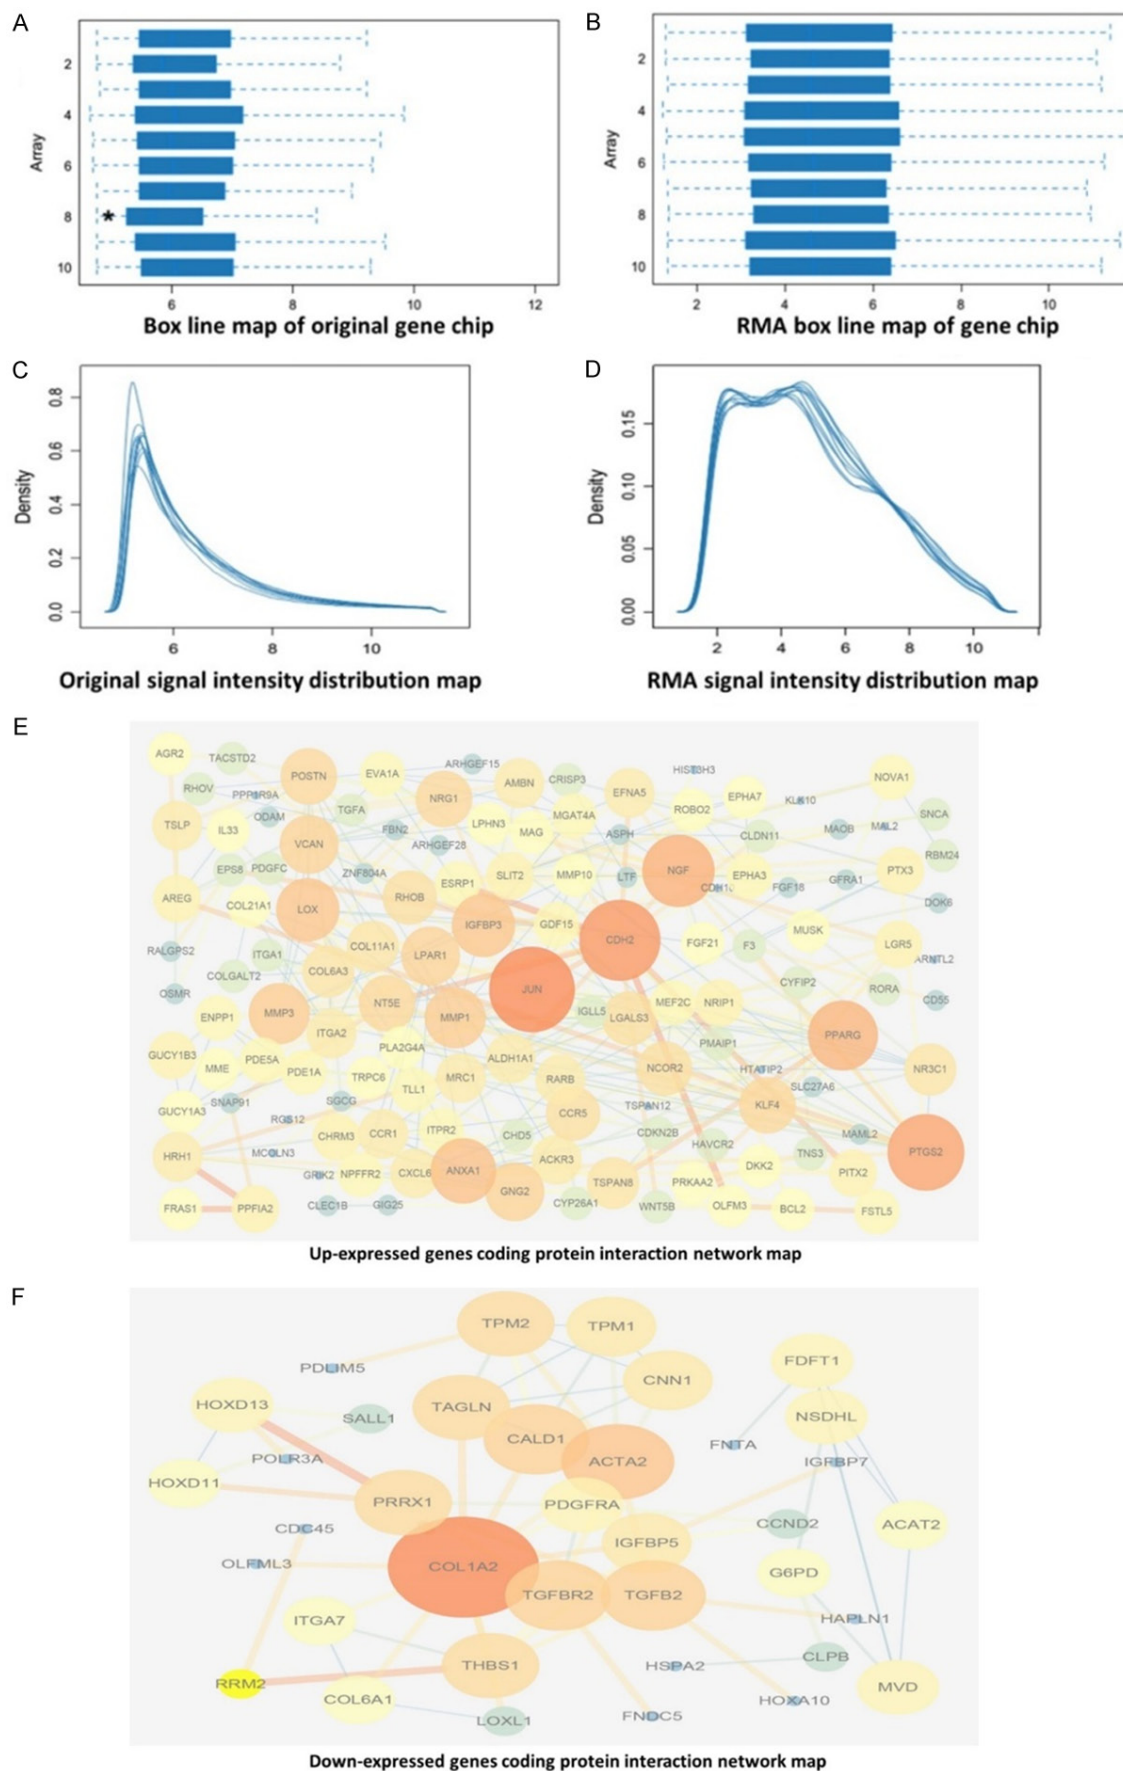 A
Array
2
4
6
*
8
10
6
8
10
12
Box line map of original gene chip
B
Array
2
4
6
8
10
2
4
6
8
10
RMA box line map of gene chip
C
Density
0.8
0.6
0.4
0.2
0.0
6
8
10
Original signal intensity distribution map
D
Density
0.15
0.10
0.05
0.00
2
4
6
8
10
RMA signal intensity distribution map
E
AGR2
TACSTD2
POSTN
EVA1A
ARHGEF15
AMBN
CRISP3
EFNA5
HIST3H3
EPHA7
NOVA1
RHOV
PPP1R9A
TGFA
NRG1
ROBO2
KLK10
TSLP
IL33
ODAM
VCAN
FBN2
LPHN3
MAG
MGAT4A
ASPH
CLDN11
MAOB
MAL2
SNCA
ARHGEF28
EPS8
PDGFC
ZNF804A
ESRP1
SLIT2
MMP10
LTF
NGF
CDH10
EPHA3
FGF18
GFRA1
PTX3
RBM24
AREG
COL21A1
LOX
RHOB
IGFBP3
GDF15
CDH2
FGF21
F3
MUSK
DOK6
RALGPS2
ITGA1
COL11A1
LPAR1
LGR5
ARNTL2
COLGALT2
COL6A3
OSMR
NT5E
JUN
MEF2C
NRIP1
CYFIP2
RORA
CD55
ENPP1
MMP3
ITGA2
MMP1
IGLL5
LGALS3
PMAIP1
PPARG
GUCY1B3
MME
PDE5A
PDE1A
PLA2G4A
TRPC6
ALDH1A1
MRC1
RARB
NCOR2
HTATIP2
SLC27A6
NR3C1
GUCY1A3
SNAP91
SGCG
TLL1
RGS12
CCR5
TSPAN12
KLF4
CHRM3
CCR1
ITPR2
CHD5
CDKN2B
HAVCR2
MAML2
HRH1
MCOLN3
GRIK2
NPFFR2
CXCL6
ANXA1
ACKR3
DKK2
TNS3
PTGS2
GNG2
TSPAN8
PRKAA2
PITX2
FRAS1
PPFIA2
CLEC1B
GIG25
CYP26A1
WNT5B
OLFM3
BCL2
FSTL5
Up-expressed genes coding protein interaction network map
F
TPM2
TPM1
PDLIM5
FDFT1
CNN1
HOXD13
SALL1
TAGLN
NSDHL
CALD1
POLR3A
ACTA2
FNTA
IGFBP7
HOXD11
PRRX1
PDGFRA
CDC45
CCND2
ACAT2
IGFBP5
OLFML3
COL1A2
G6PD
TGFBR2
TGFB2
ITGA7
HAPLN1
THBS1
HSPA2
CLPB
RRM2
COL6A1
MVD
LOXL1
FNDC5
HOXA10
Down-expressed genes coding protein interaction network map